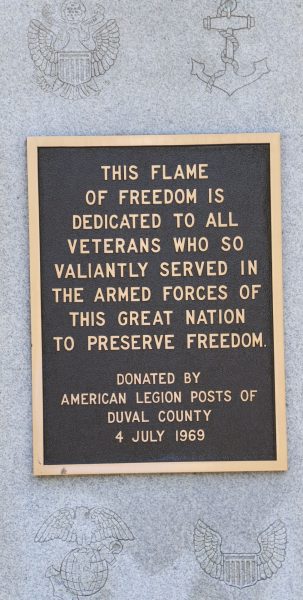 THIS FLAME
OF FREEDOM IS
DEDICATED TO ALL
VETERANS WHO SO
VALIANTLY SERVED IN
THE ARMED FORCES OF
THIS GREAT NATION
TO PRESERVE FREEDOM.
DONATED BY
AMERICAN LEGION POSTS OF
DUVAL COUNTY
4 JULY 1969